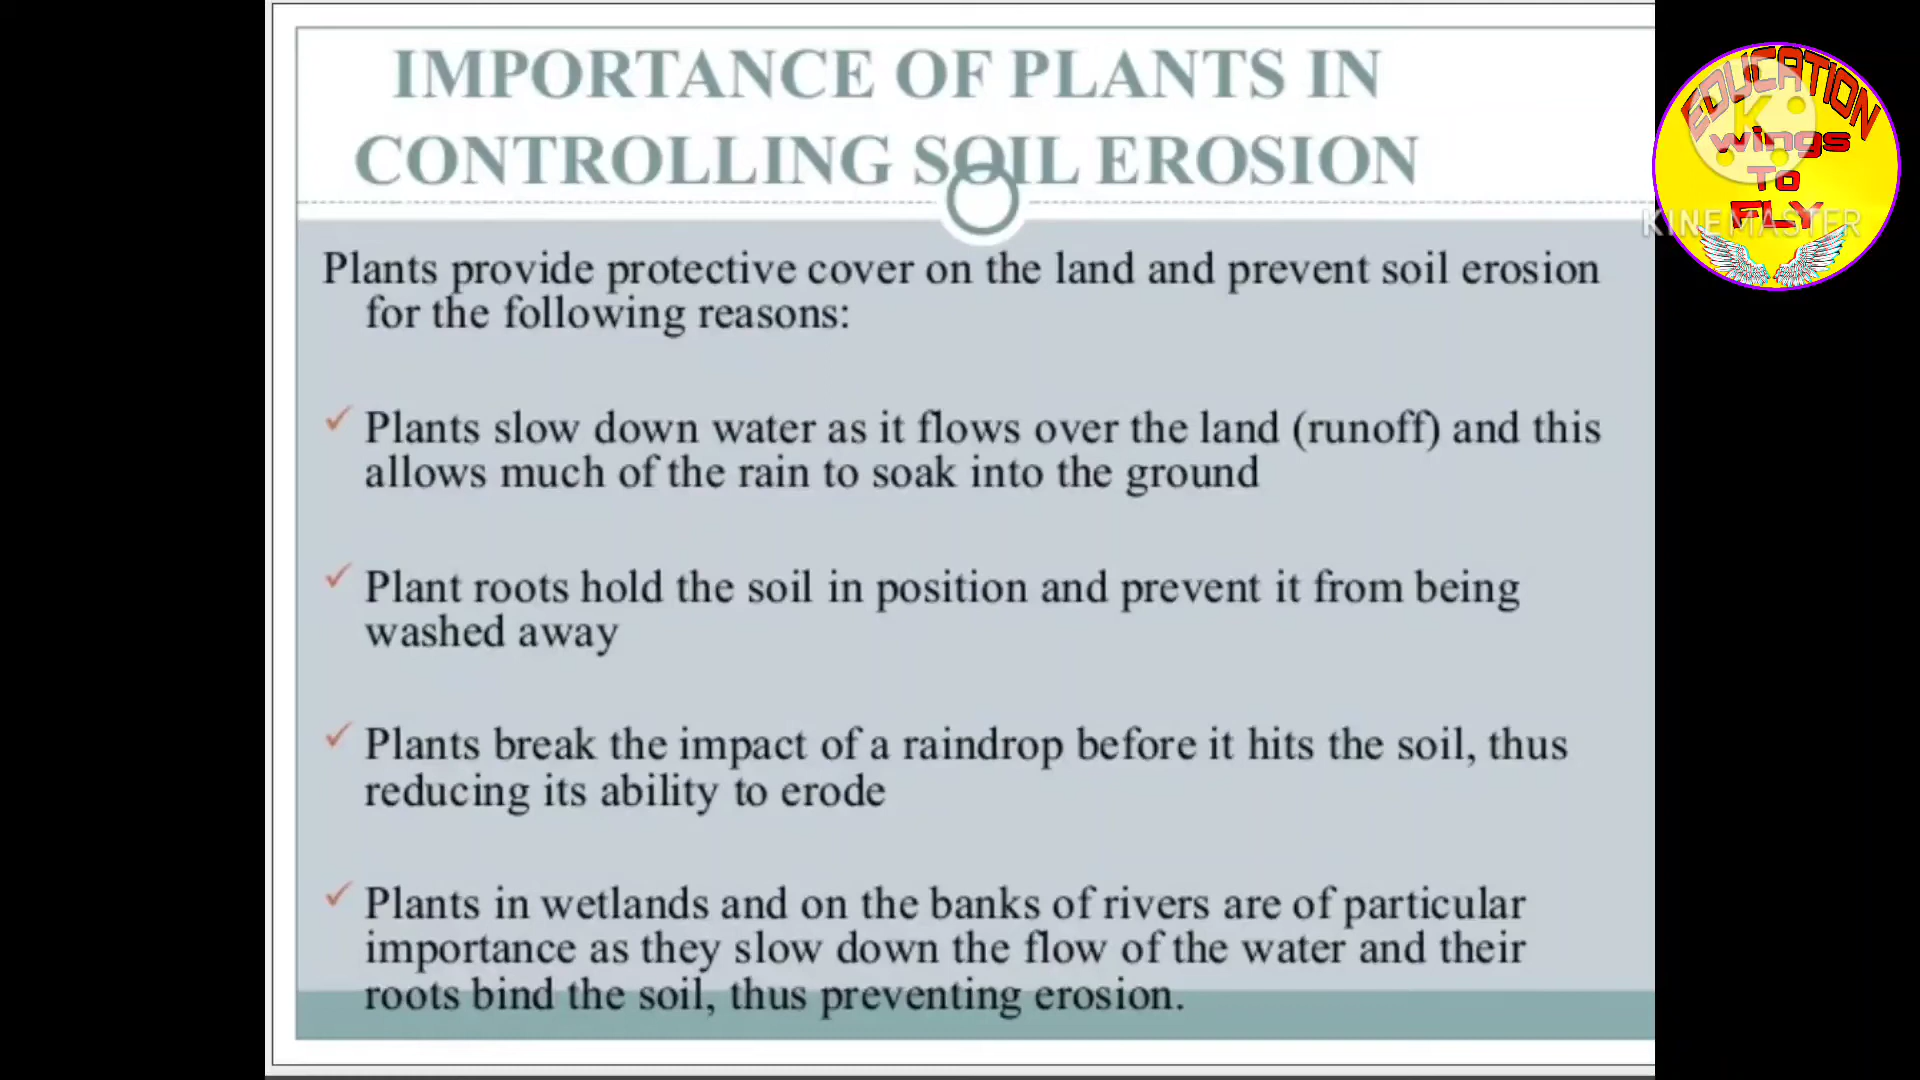 IMPORTANCE OF PLANTS IN
CONTROLLING SOIL EROSION
Plants provide protective cover on the land and prevent soil erosion
for the following reasons:
Plants slow down water as it flows over the land (runoff) and this
allows much of the rain to soak into the ground
Plant roots hold the soil in position and prevent it from being
washed away
Plants break the impact of a raindrop before it hits the soil, thus
reducing its ability to erode
Plants in wetlands and on the banks of rivers are of particular
importance as they slow down the flow of the water and their
roots bind the soil, thus preventing erosion.
EDUCATION
wings
To
FLY
K
KINEMASTER